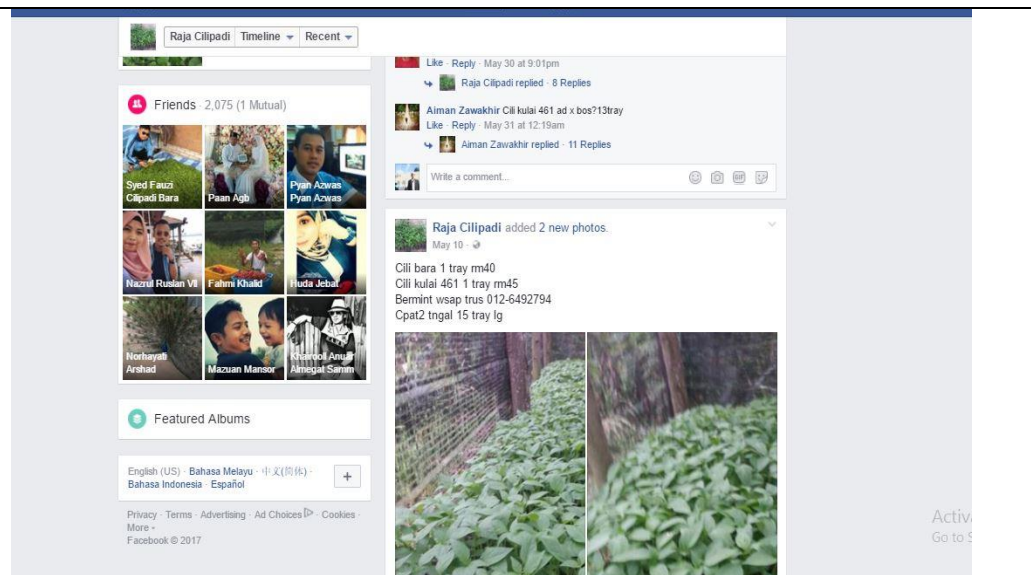 Raja Cilipadi Timeline Recent
Friends · 2,075 (1 Mutual)
Syed Fauzi Cilipadi Bara
Paan Agb
Pyan Azwas Pyan Azwas
Nazrul Ruslan Vll
Fahmi Khalid
Huda Jebat
Norhayati Arshad
Mazuan Mansor
Khairool Anuar Almegat Samm
Featured Albums
English (US) · Bahasa Melayu · 中文(简体) ·
Bahasa Indonesia · Español
+
Privacy · Terms · Advertising · Ad Choices · Cookies ·
More
Facebook © 2017
Like · Reply · May 30 at 9:01pm
Raja Cilipadi replied · 8 Replies
Aiman Zawakhir Cili kulai 461 ad x bos?13tray
Like · Reply · May 31 at 12:19am
Aiman Zawakhir replied · 11 Replies
Write a comment...
GIF
Raja Cilipadi added 2 new photos.
May 10 ·
Cili bara 1 tray rm40
Cili kulai 461 1 tray rm45
Bermint wsap trus 012-6492794
Cpat2 tngal 15 tray lg
Activ
Go to S